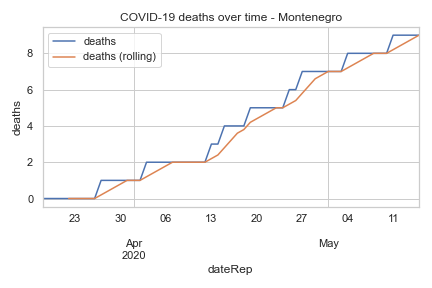 COVID-19 deaths over time - Montenegro
deaths
deaths (rolling)
deaths
8
6
4
2
0
23 30 06 13 20 27 04 11
Apr May
2020
dateRep